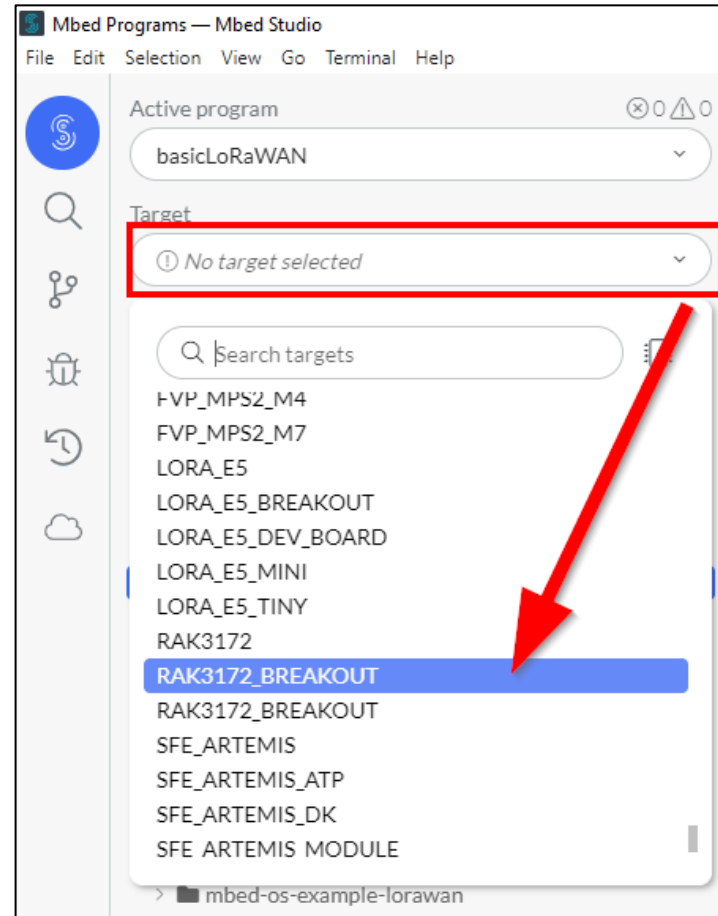 Mbed Programs — Mbed Studio
File Edit Selection View Go Terminal Help
Active program
0 0
basicLoRaWAN
Target
No target selected
Search targets
FVP_MPS2_M4
FVP_MPS2_M7
LORA_E5
LORA_E5_BREAKOUT
LORA_E5_DEV_BOARD
LORA_E5_MINI
LORA_E5_TINY
RAK3172
RAK3172_BREAKOUT
RAK3172_BREAKOUT
SFE_ARTEMIS
SFE_ARTEMIS_ATP
SFE_ARTEMIS_DK
SFE_ARTEMIS_MODULE
mbed-os-example-lorawan